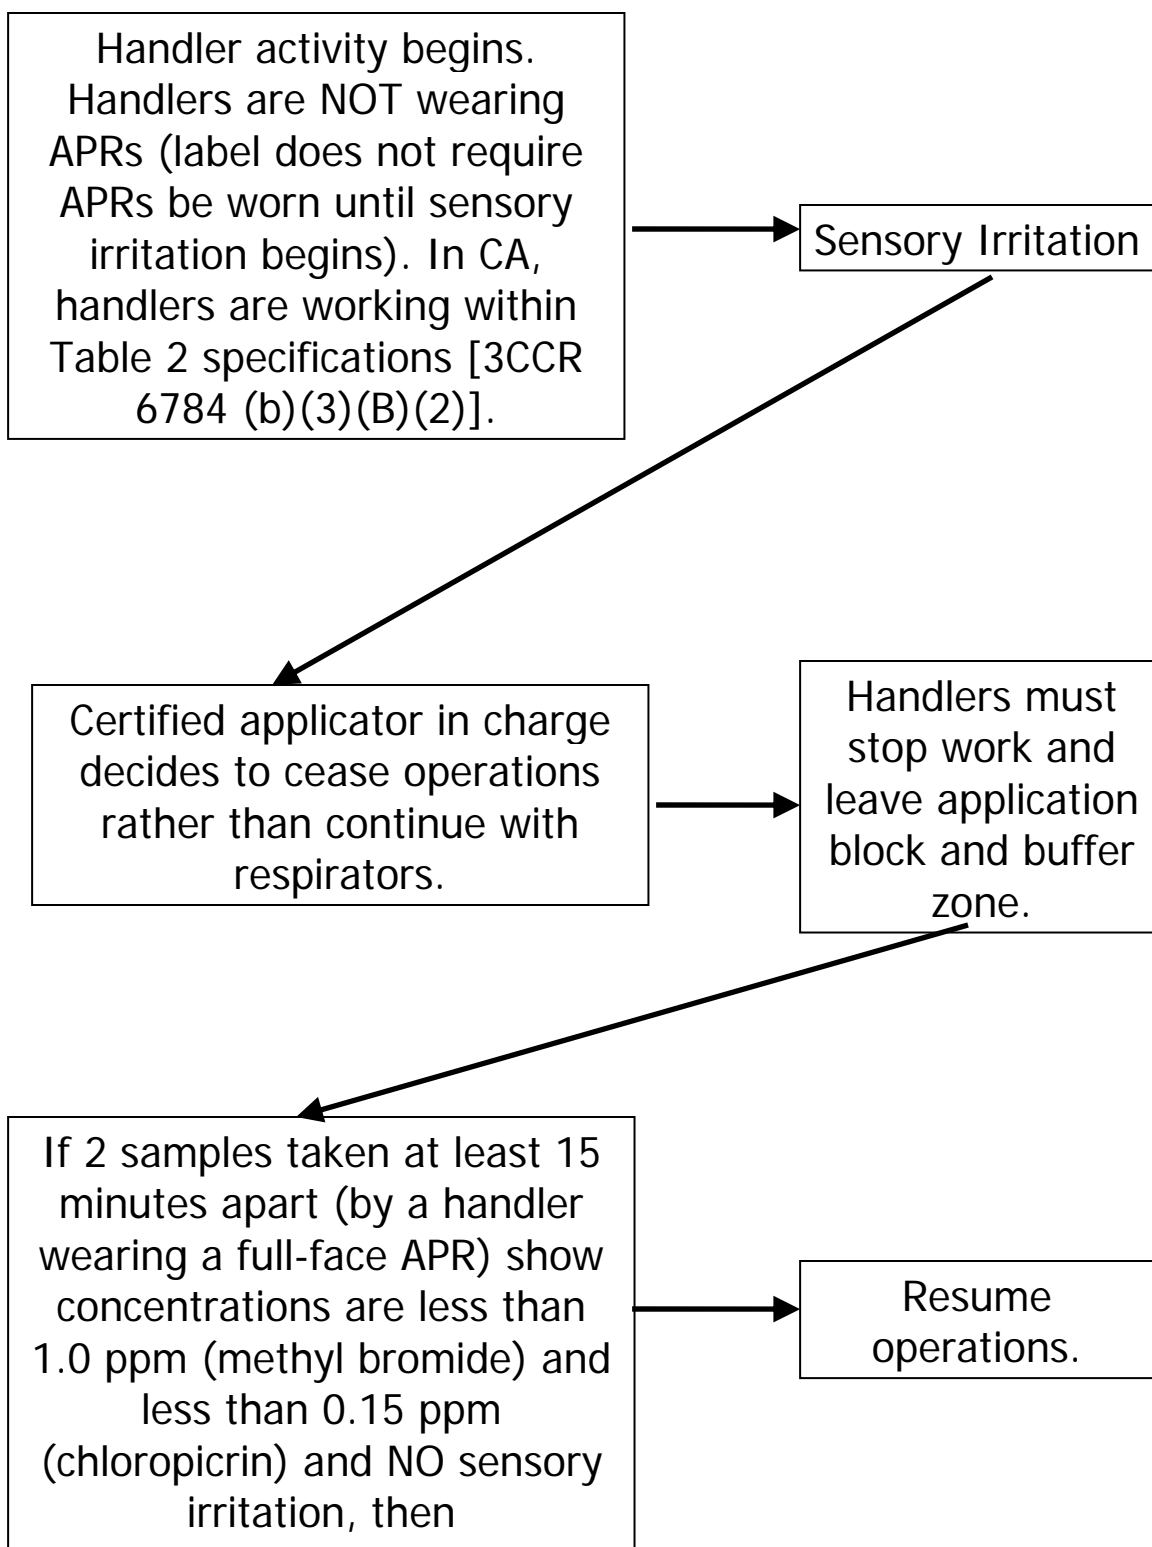 Handler activity begins.
Handlers are NOT wearing
APRs (label does not require
APRs be worn until sensory
irritation begins). In CA,
handlers are working within
Table 2 specifications [3CCR
6784 (b)(3)(B)(2)].
Sensory Irritation
Certified applicator in charge
decides to cease operations
rather than continue with
respirators.
Handlers must
stop work and
leave application
block and buffer
zone.
If 2 samples taken at least 15
minutes apart (by a handler
wearing a full-face APR) show
concentrations are less than
1.0 ppm (methyl bromide) and
less than 0.15 ppm
(chloropicrin) and NO sensory
irritation, then
Resume
operations.